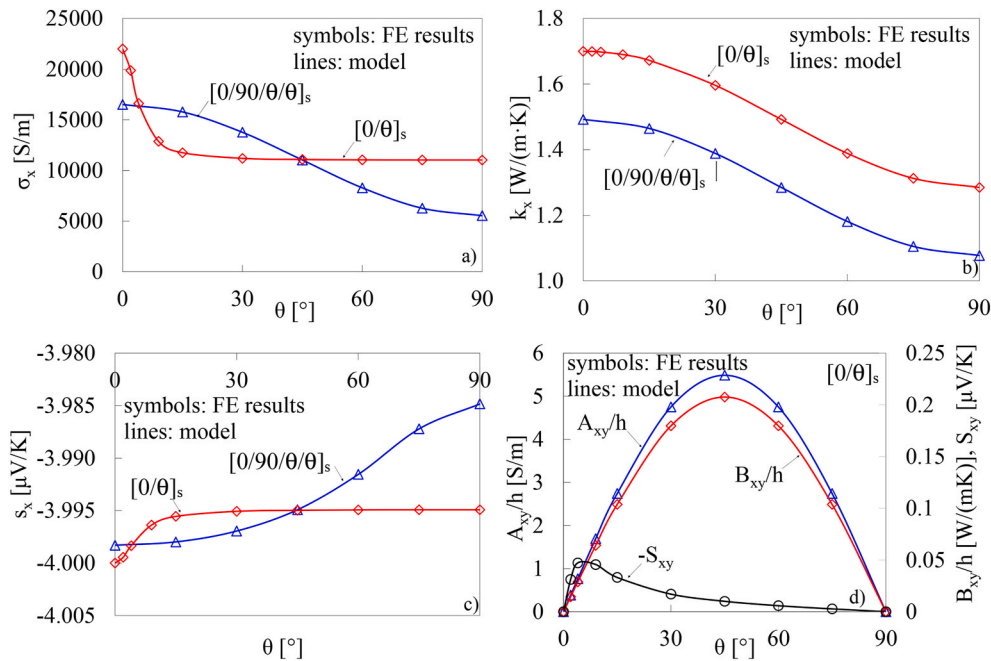 a)
25000
20000
15000
10000
5000
0
σx [S/m]
symbols: FE results
lines: model
[0/90/θ/θ]s
[0/θ]s
0 30 60 90
θ [°]
b)
1.8
1.6
1.4
1.2
1.0
kx [W/(m·K)]
symbols: FE results
lines: model
[0/θ]s
[0/90/θ/θ]s
0 30 60 90
θ [°]
c)
-3.980
-3.985
-3.990
-3.995
-4.000
-4.005
sx [μV/K]
0 30 60 90
symbols: FE results
lines: model
[0/90/θ/θ]s
[0/θ]s
θ [°]
d)
6
5
4
3
2
1
0
Axy/h [S/m]
symbols: FE results
lines: model
[0/θ]s
Axy/h
Bxy/h
-Sxy
0.25
0.2
0.15
0.1
0.05
0
Bxy/h [W/(mK)], Sxy [μV/K]
0 30 60 90
θ [°]